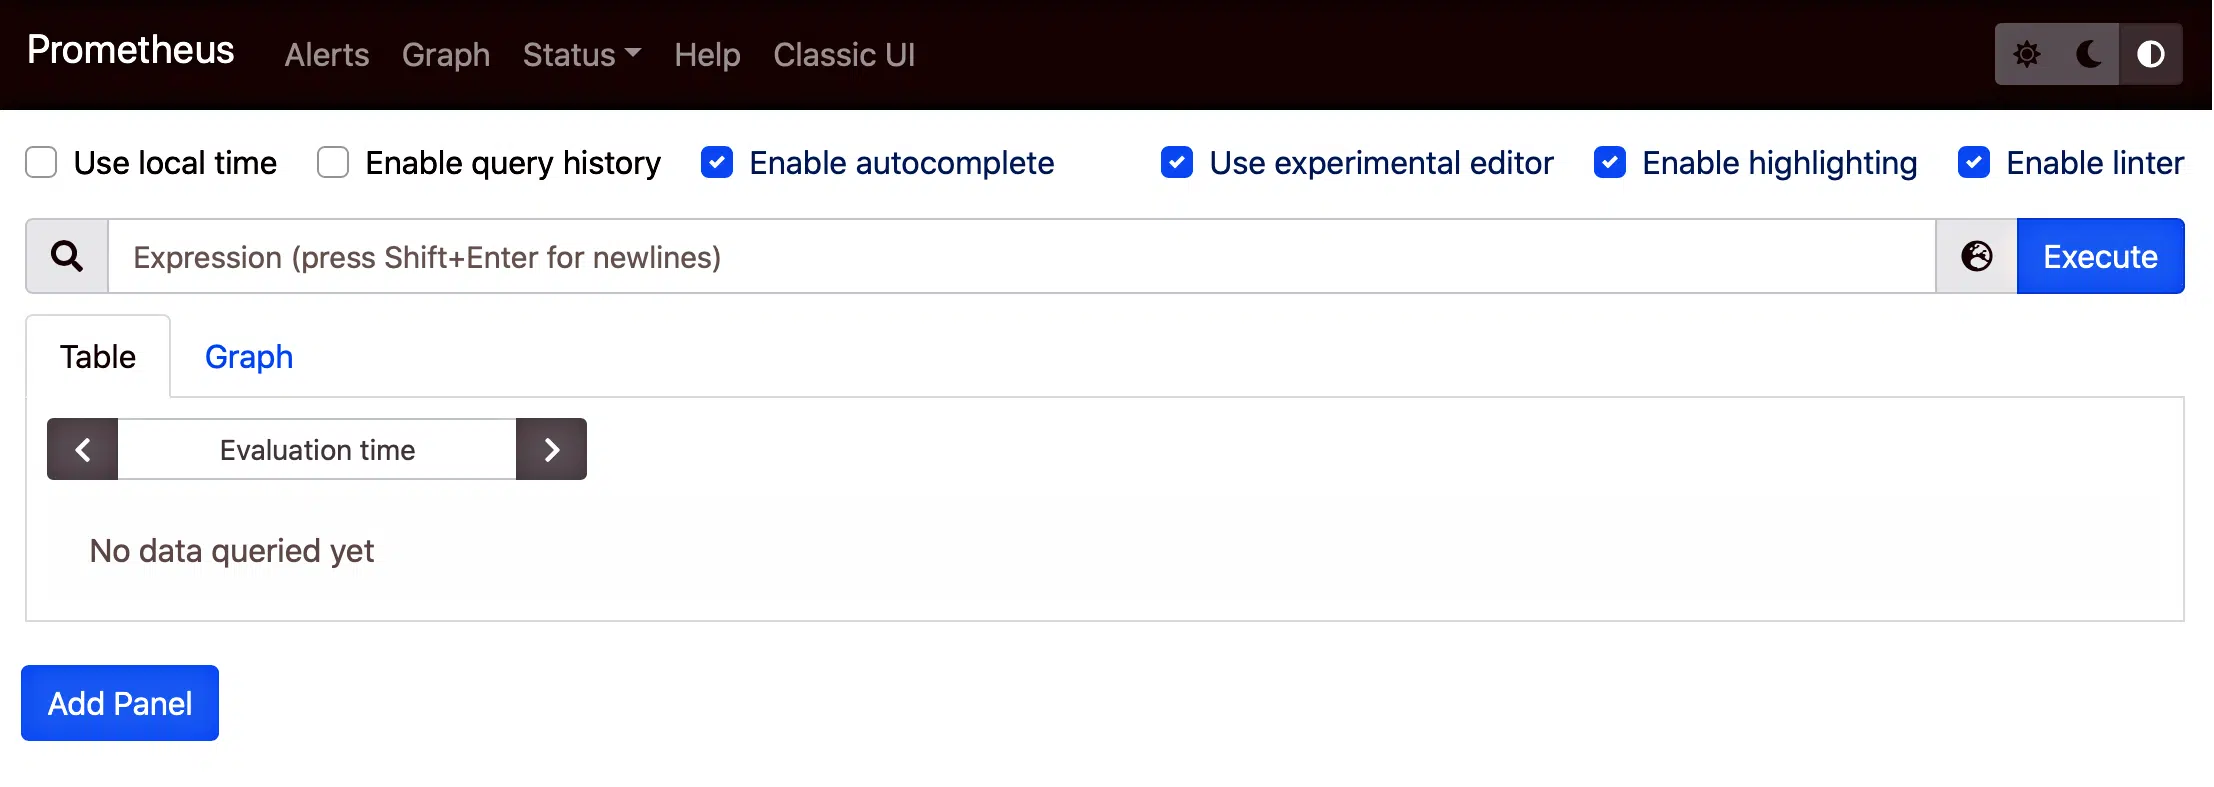 Prometheus Alerts Graph Status Help Classic UI
Use local time Enable query history Enable autocomplete Use experimental editor Enable highlighting Enable linter
Expression (press Shift+Enter for newlines) Execute
Table Graph
Evaluation time
No data queried yet
Add Panel